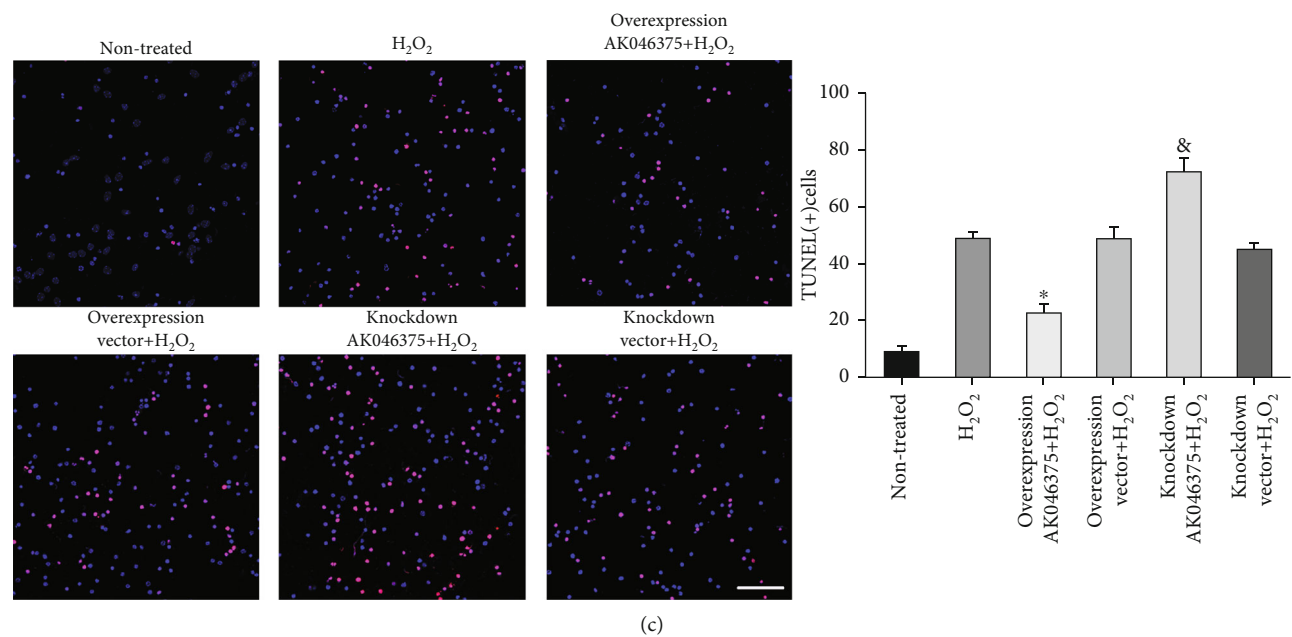 Non-treated
H₂O₂
Overexpression
AK046375+H₂O₂
Overexpression
vector+H₂O₂
Knockdown
AK046375+H₂O₂
Knockdown
vector+H₂O₂
TUNEL(+)cells
100
80
60
40
20
0
*
&
Non-treated
H₂O₂
Overexpression
AK046375+H₂O₂
Overexpression
vector+H₂O₂
Knockdown
AK046375+H₂O₂
Knockdown
vector+H₂O₂
(c)